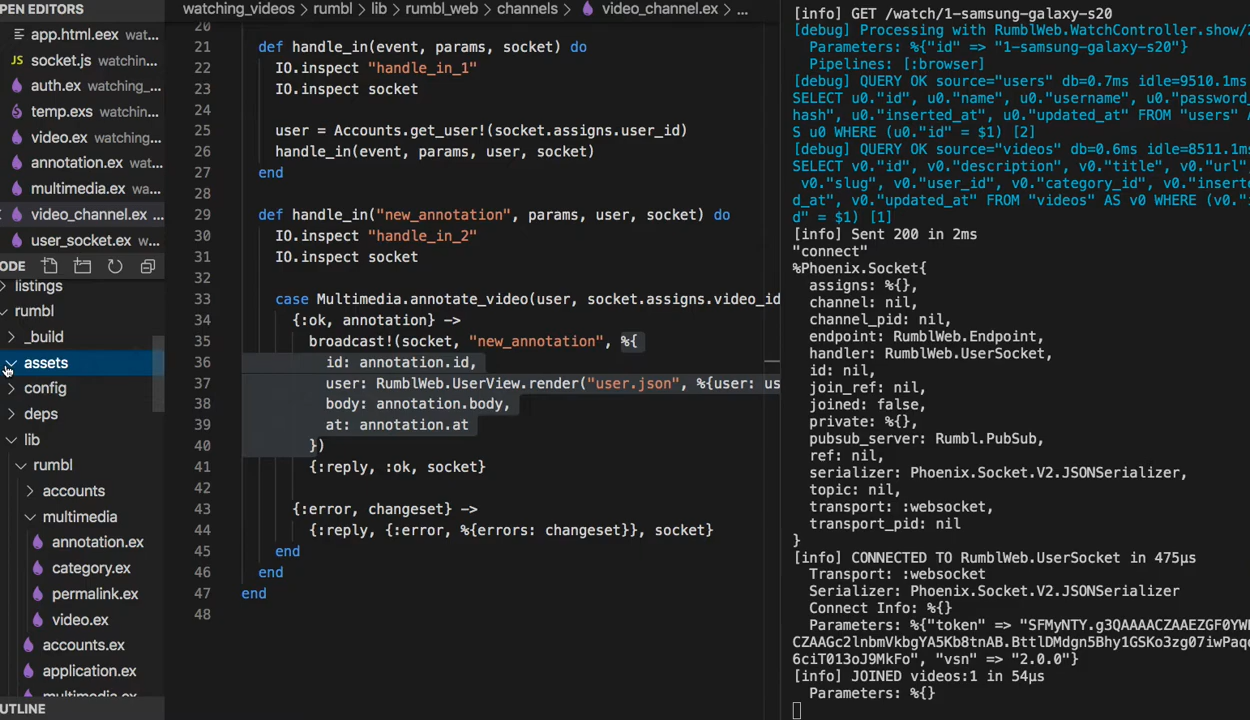 PEN EDITORS
app.html.eex wat...
JS socket.js watchin...
auth.ex watching_...
temp.exs watching...
video.ex watching...
annotation.ex wat...
multimedia.ex wa...
video_channel.ex ...
user_socket.ex w...
ODE
listings
rumbl
_build
assets
config
deps
lib
rumbl
accounts
multimedia
annotation.ex
category.ex
permalink.ex
video.ex
accounts.ex
application.ex
multimedia.ex
UTLINE
watching_videos > rumbl > lib > rumbl_web > channels > video_channel.ex > ...
20
21 def handle_in(event, params, socket) do
22 IO.inspect "handle_in_1"
23 IO.inspect socket
24
25 user = Accounts.get_user!(socket.assigns.user_id)
26 handle_in(event, params, user, socket)
27 end
28
29 def handle_in("new_annotation", params, user, socket) do
30 IO.inspect "handle_in_2"
31 IO.inspect socket
32
33 case Multimedia.annotate_video(user, socket.assigns.video_id
34 {:ok, annotation} ->
35 broadcast!(socket, "new_annotation", %{
36 id: annotation.id,
37 user: RumblWeb.UserView.render("user.json", %{user: us
38 body: annotation.body,
39 at: annotation.at
40 })
41 {:reply, :ok, socket}
42
43 {:error, changeset} ->
44 {:reply, {:error, %{errors: changeset}}, socket}
45 end
46 end
47 end
48
[info] GET /watch/1-samsung-galaxy-s20
[debug] Processing with RumblWeb.WatchController.show/2
Parameters: %{"id" => "1-samsung-galaxy-s20"}
Pipelines: [:browser]
[debug] QUERY OK source="users" db=0.7ms idle=9510.1ms
SELECT u0."id", u0."name", u0."username", u0."password_
hash", u0."inserted_at", u0."updated_at" FROM "users" A
S u0 WHERE (u0."id" = $1) [2]
[debug] QUERY OK source="videos" db=0.6ms idle=8511.1ms
SELECT v0."id", v0."description", v0."title", v0."url",
v0."slug", v0."user_id", v0."category_id", v0."inserte
d_at", v0."updated_at" FROM "videos" AS v0 WHERE (v0."i
d" = $1) [1]
[info] Sent 200 in 2ms
"connect"
%Phoenix.Socket{
assigns: %{},
channel: nil,
channel_pid: nil,
endpoint: RumblWeb.Endpoint,
handler: RumblWeb.UserSocket,
id: nil,
join_ref: nil,
joined: false,
private: %{},
pubsub_server: Rumbl.PubSub,
ref: nil,
serializer: Phoenix.Socket.V2.JSONSerializer,
topic: nil,
transport: :websocket,
transport_pid: nil
}
[info] CONNECTED TO RumblWeb.UserSocket in 475µs
Transport: :websocket
Serializer: Phoenix.Socket.V2.JSONSerializer
Connect Info: %{}
Parameters: %{"token" => "SFMyNTY.g3QAAAACZAAEZGF0YW
CZAAGc2lnbmVkbgYA5Kb8tnAB.BttlDMdgn5Bhy1GSKo3zg07iwPaq
6ciT013oJ9MkFo", "vsn" => "2.0.0"}
[info] JOINED videos:1 in 54µs
Parameters: %{}